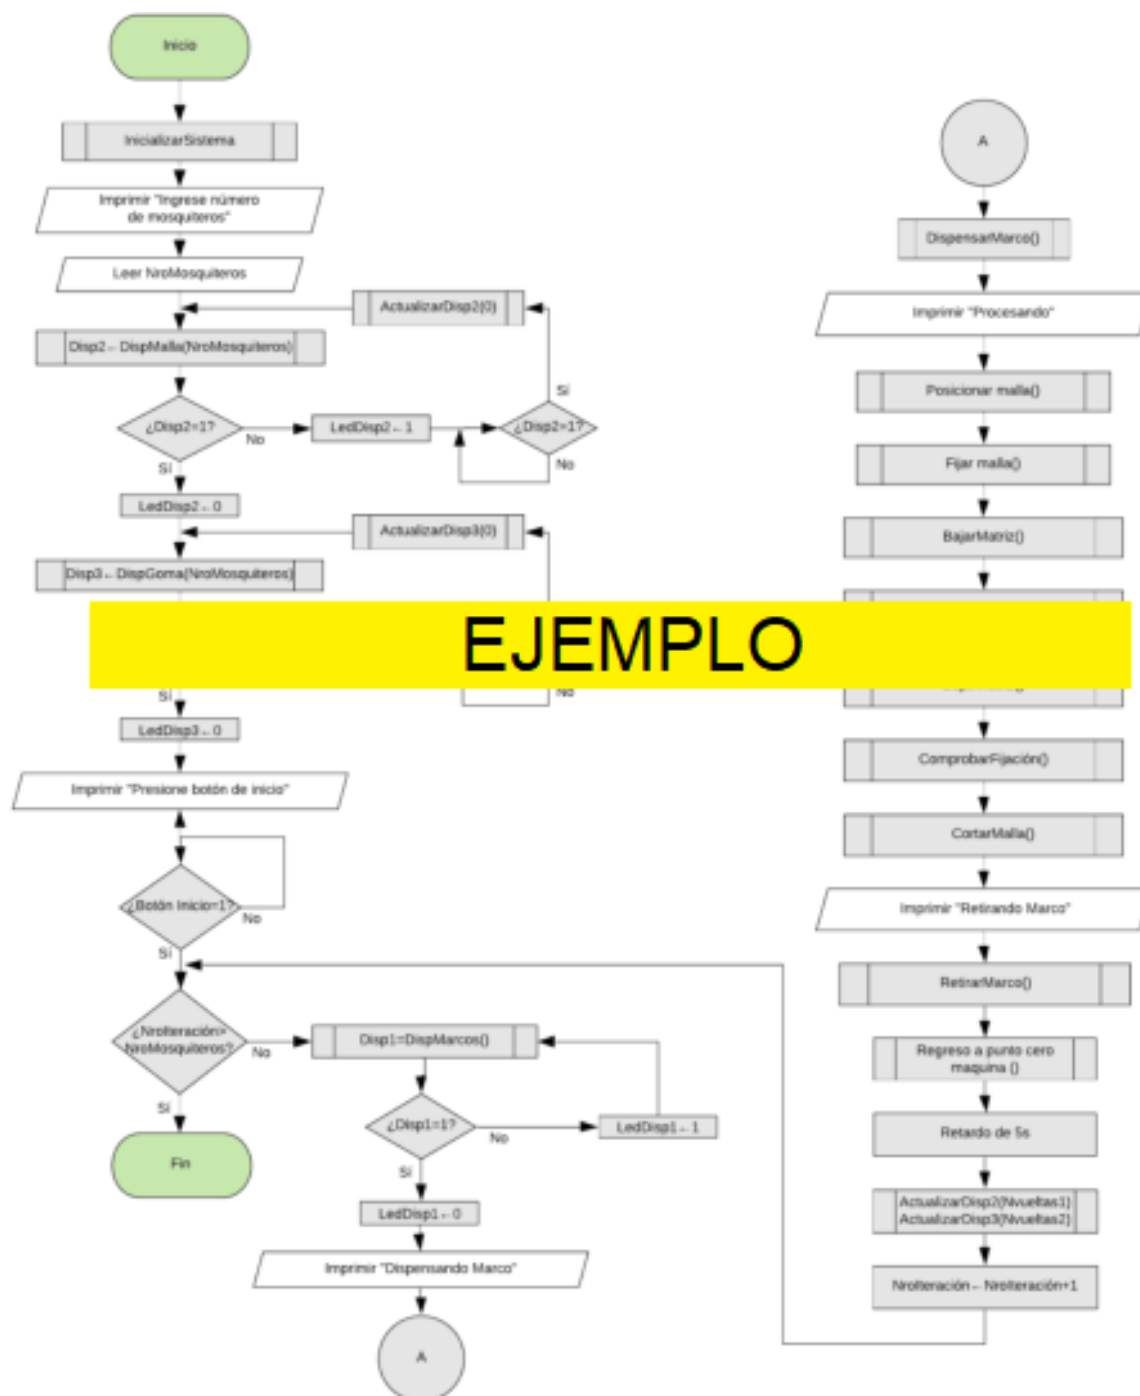 Inicio
InicializarSistema
Imprimir "Ingrese número
de mosquiteros"
Leer NroMosquiteros
ActualizarDisp2(0)
Disp2←DispMalla(NroMosquiteros)
Sí
¿Disp2=1?
No
LedDisp2←1
¿Disp2=1?
No
Sí
LedDisp2←0
ActualizarDisp3(0)
Disp3←DispGoma(NroMosquiteros)
EJEMPLO
Sí
No
LedDisp3←0
Imprimir "Presione botón de inicio"
¿Botón Inicio=1?
No
Sí
¿NroIteración>
NroMosquiteros?
No
Sí
Fin
Disp1=DispMarcos()
¿Disp1=1?
No
LedDisp1←1
Sí
LedDisp1←0
Imprimir "Dispensando Marco"
A
A
DispensarMarco()
Imprimir "Procesando"
Posicionar malla()
Fijar malla()
BajarMatriz()
ComprobarFijación()
CortarMalla()
Imprimir "Retirando Marco"
RetirarMarco()
Regreso a punto cero
maquina ()
Retardo de 5s
ActualizarDisp2(Nvueltas1)
ActualizarDisp3(Nvueltas2)
NroIteración←NroIteración+1